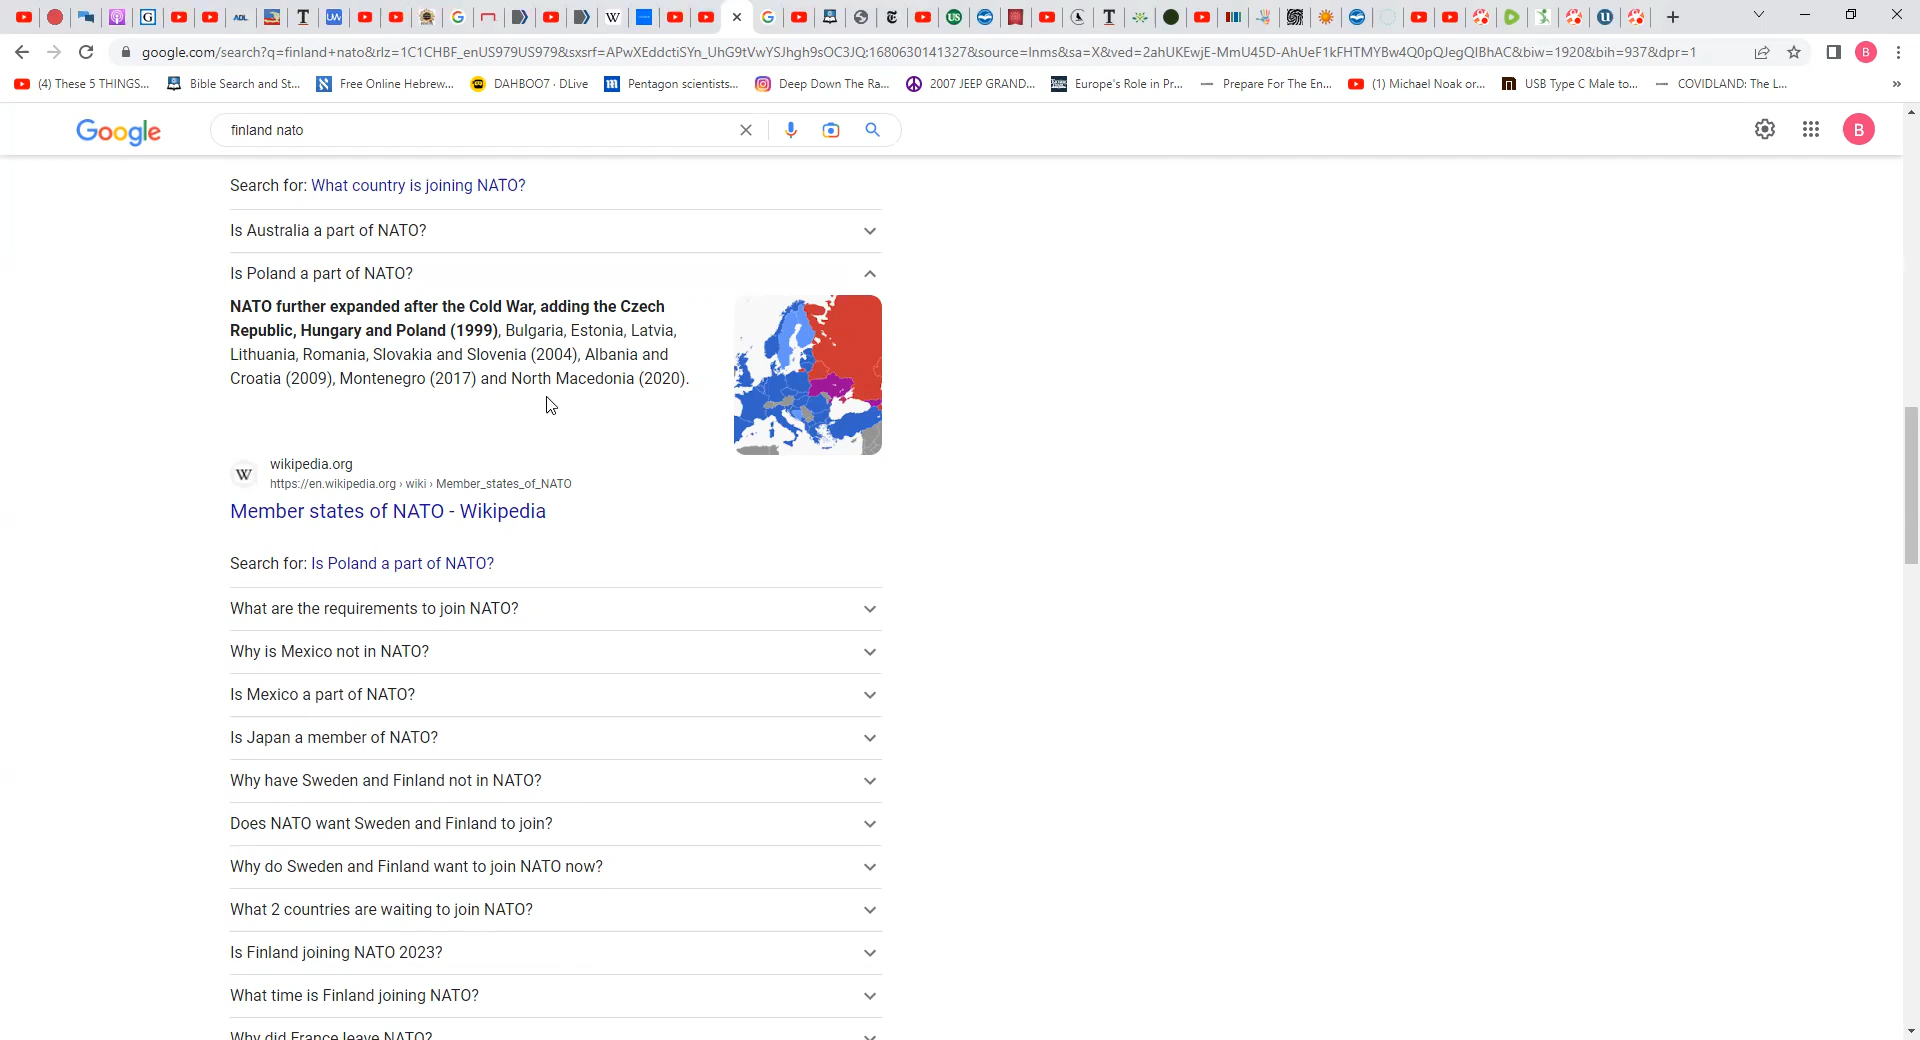 google.com/search?q=finland+nato&rlz=1C1CHBF_enUS979US979&sxsrf=APwXEddctiSYn_UhG9tVwYSJhgh9sOC3JQ:1680630141327&source=lnms&sa=X&ved=2ahUKEwjE-MmU45D-AhUeF1kFHTMYBw4Q0pQJegQIBhAC&biw=1920&bih=937&dpr=1
B
(4) These 5 THINGS...
Bible Search and St...
Free Online Hebrew...
DAHBOO7 · DLive
Pentagon scientists...
Deep Down The Ra...
2007 JEEP GRAND...
Europe's Role in Pr...
Prepare For The En...
(1) Michael Noak or...
USB Type C Male to...
COVIDLAND: The L...
Google
finland nato
B
Search for: What country is joining NATO?
Is Australia a part of NATO?
Is Poland a part of NATO?
NATO further expanded after the Cold War, adding the Czech
Republic, Hungary and Poland (1999), Bulgaria, Estonia, Latvia,
Lithuania, Romania, Slovakia and Slovenia (2004), Albania and
Croatia (2009), Montenegro (2017) and North Macedonia (2020).
W
wikipedia.org
https://en.wikipedia.org › wiki › Member_states_of_NATO
Member states of NATO - Wikipedia
Search for: Is Poland a part of NATO?
What are the requirements to join NATO?
Why is Mexico not in NATO?
Is Mexico a part of NATO?
Is Japan a member of NATO?
Why have Sweden and Finland not in NATO?
Does NATO want Sweden and Finland to join?
Why do Sweden and Finland want to join NATO now?
What 2 countries are waiting to join NATO?
Is Finland joining NATO 2023?
What time is Finland joining NATO?
Why did France leave NATO?